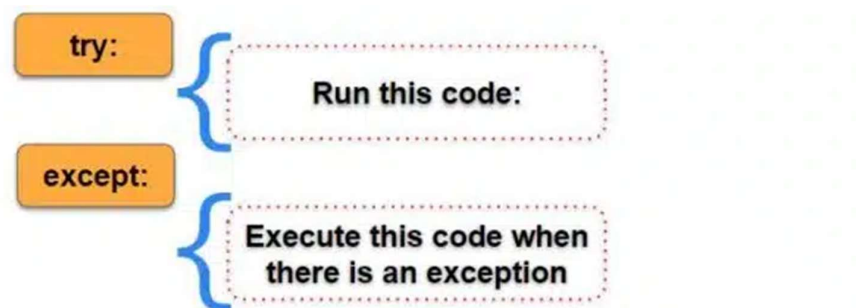 try:
Run this code:
except:
Execute this code when
there is an exception